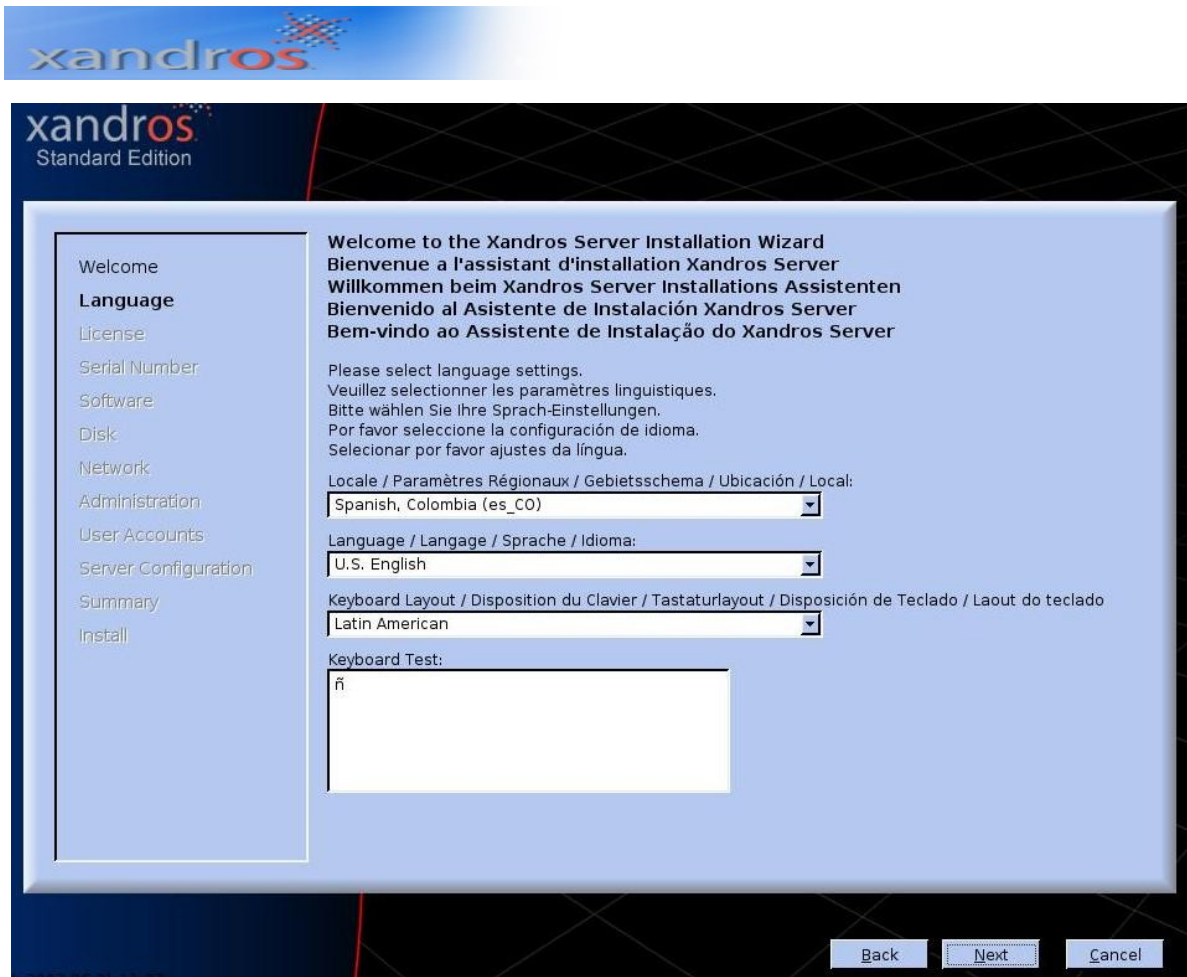 xandros
xandros
Standard Edition
Welcome
Language
License
Serial Number
Software
Disk
Network
Administration
User Accounts
Server Configuration
Summary
Install
Welcome to the Xandros Server Installation Wizard
Bienvenue a l'assistant d'installation Xandros Server
Willkommen beim Xandros Server Installations Assistenten
Bienvenido al Asistente de Instalación Xandros Server
Bem-vindo ao Assistente de Instalação do Xandros Server
Please select language settings.
Veuillez selectionner les paramètres linguistiques.
Bitte wählen Sie Ihre Sprach-Einstellungen.
Por favor seleccione la configuración de idioma.
Selecionar por favor ajustes da língua.
Locale / Paramètres Régionaux / Gebietsschema / Ubicación / Local:
Spanish, Colombia (es_CO)
Language / Langage / Sprache / Idioma:
U.S. English
Keyboard Layout / Disposition du Clavier / Tastaturlayout / Disposición de Teclado / Laout do teclado
Latin American
Keyboard Test:
ñ
Back
Next
Cancel